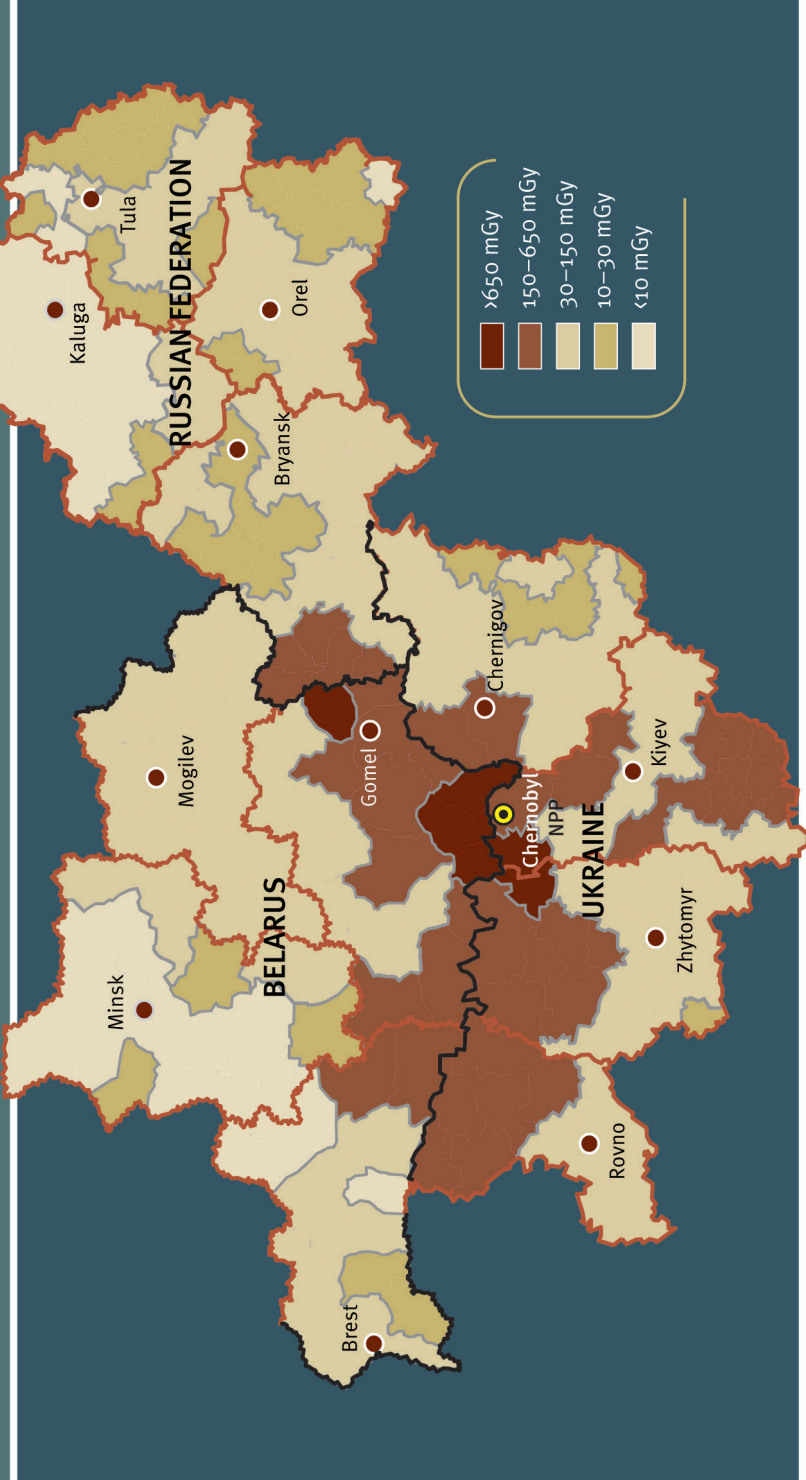 Minsk
Mogilev
Kaluga
Tula
RUSSIAN FEDERATION
Bryansk
Orel
BELARUS
Brest
Gomel
Chernigov
Chernobyl
NPP
UKRAINE
Kiyev
Rovno
Zhytomyr
>650 mGy
150–650 mGy
30–150 mGy
10–30 mGy
<10 mGy